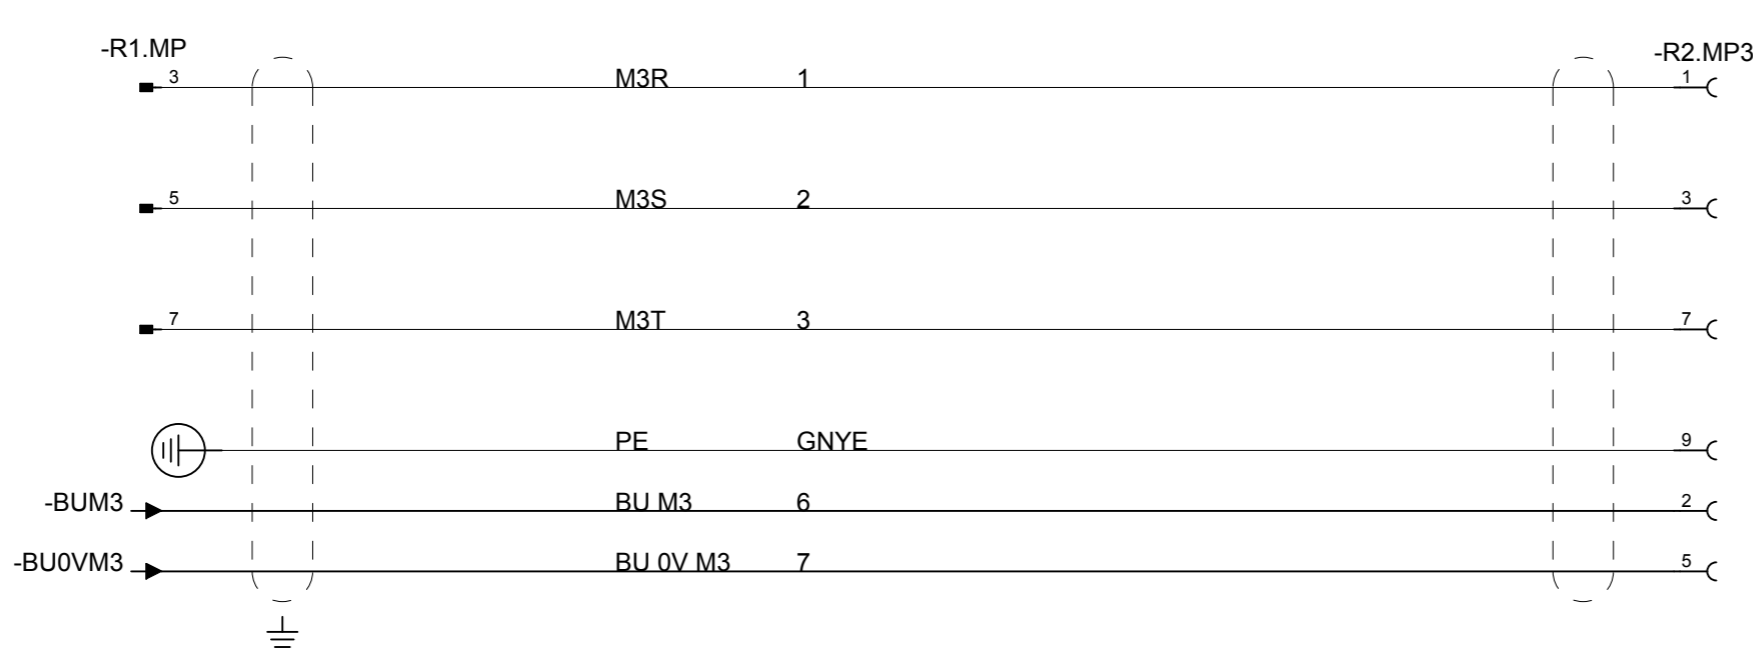 -R1.MP -R2.MP3
3 M3R 1 1
5 M3S 2 3
7 M3T 3 7
PE GNYE 9
-BUM3 BU M3 6 2
-BU0VM3 BU 0V M3 7 5